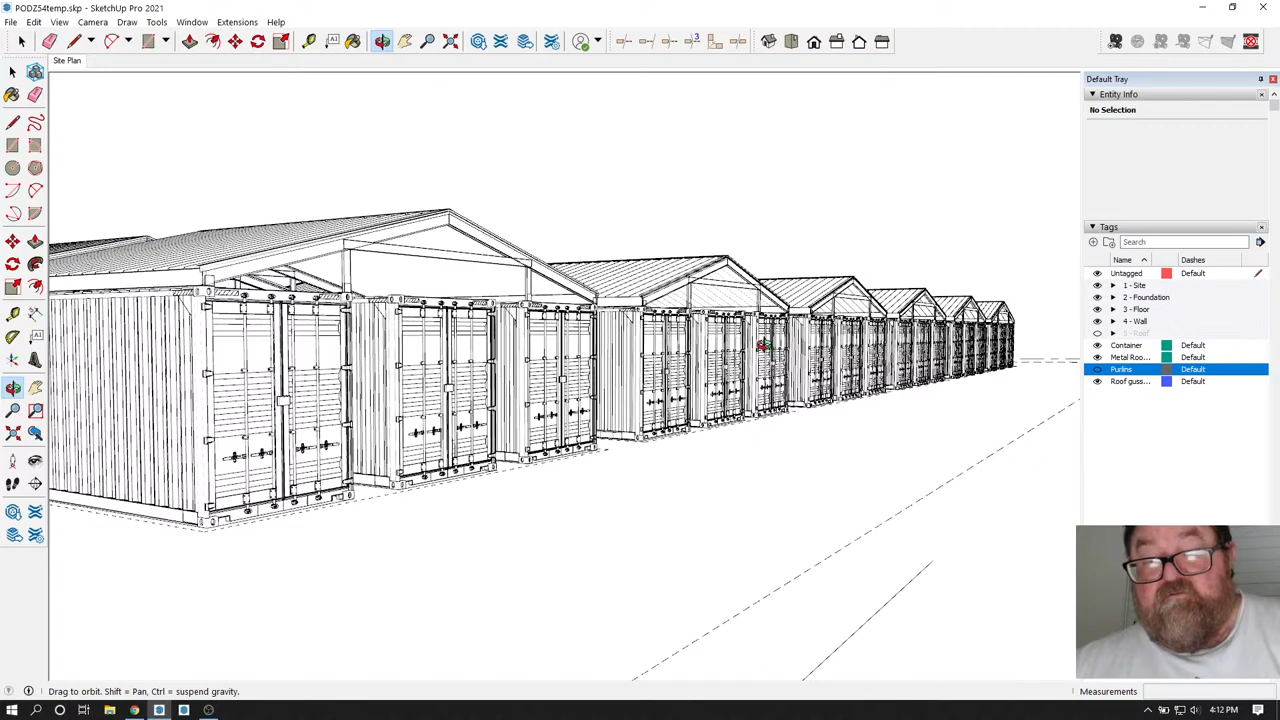 PODZ54temp.skp - SketchUp Pro 2021
File Edit View Camera Draw Tools Window Extensions Help
Site Plan
Default Tray
Entity Info
No Selection
Tags
Search
Name Dashes
Untagged Default
1 - Site
2 - Foundation
3 - Floor
4 - Wall
5 - Roof
Container Default
Metal Roo... Default
Purlins Default
Roof guss... Default
Drag to orbit. Shift = Pan, Ctrl = suspend gravity.
Measurements
4:12 PM